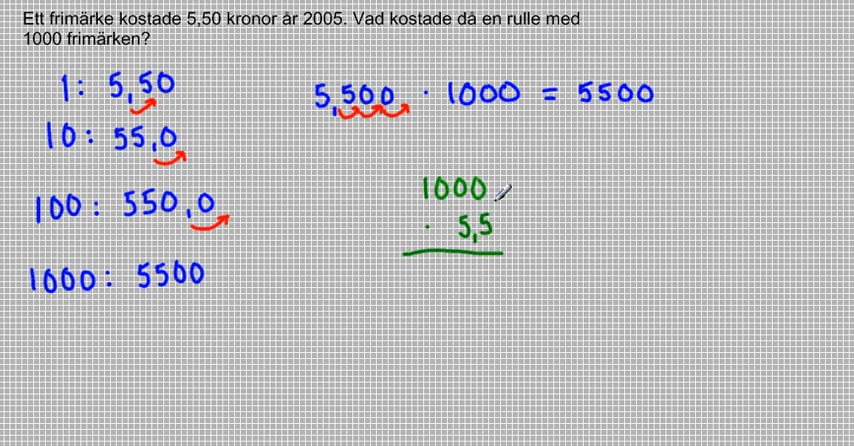 Ett frimärke kostade 5,50 kronor år 2005. Vad kostade då en rulle med
1000 frimärken?
1: 5,50
10: 55,0
100: 550,0
1000: 5500
5,500 · 1000 = 5500
1000
· 5,5